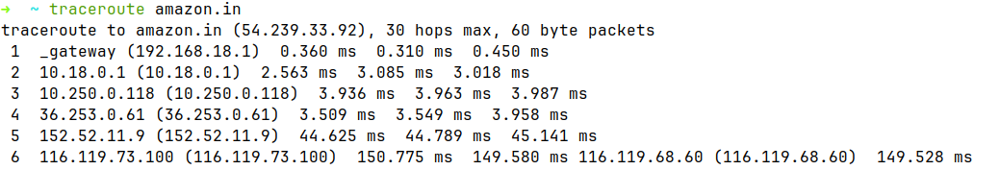 → ~ traceroute amazon.in
traceroute to amazon.in (54.239.33.92), 30 hops max, 60 byte packets
1 _gateway (192.168.18.1) 0.360 ms 0.310 ms 0.450 ms
2 10.18.0.1 (10.18.0.1) 2.563 ms 3.085 ms 3.018 ms
3 10.250.0.118 (10.250.0.118) 3.936 ms 3.963 ms 3.987 ms
4 36.253.0.61 (36.253.0.61) 3.509 ms 3.549 ms 3.958 ms
5 152.52.11.9 (152.52.11.9) 44.625 ms 44.789 ms 45.141 ms
6 116.119.73.100 (116.119.73.100) 150.775 ms 149.580 ms 116.119.68.60 (116.119.68.60) 149.528 ms